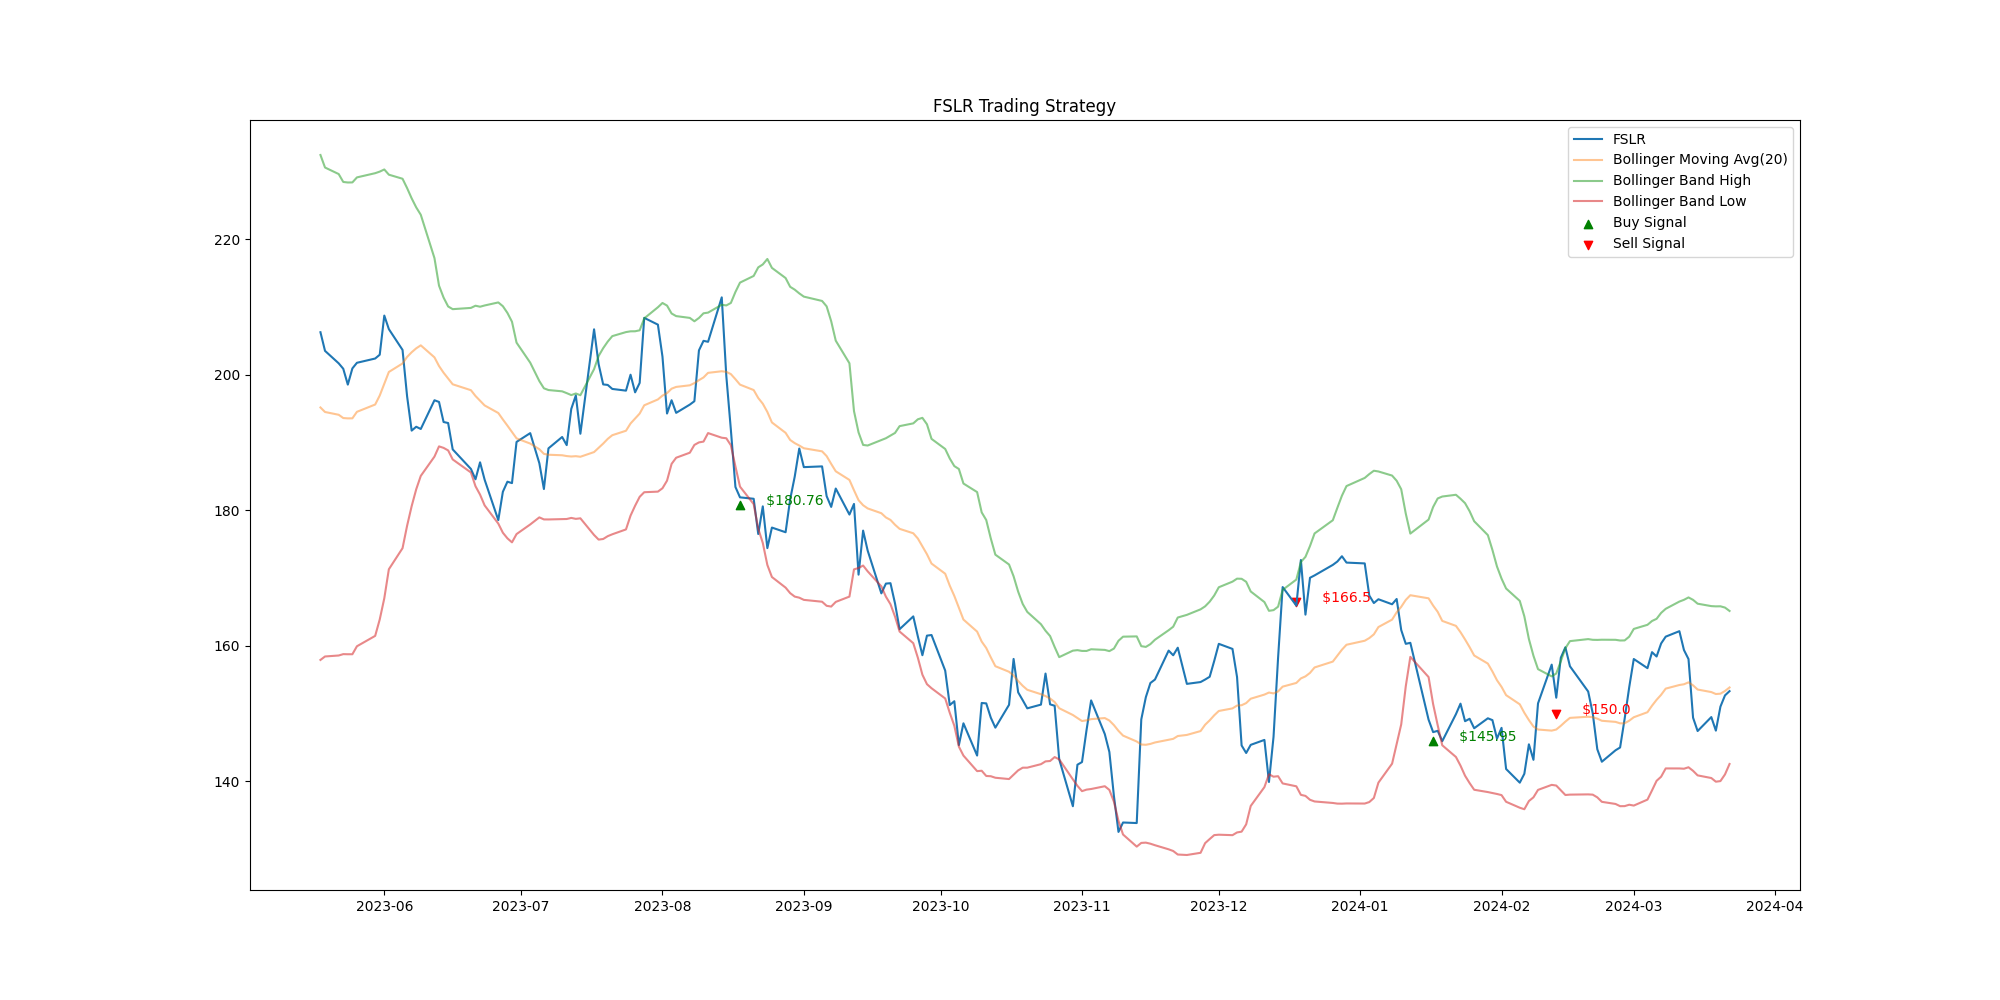 FSLR Trading Strategy
FSLR
Bollinger Moving Avg(20)
Bollinger Band High
Bollinger Band Low
Buy Signal
Sell Signal
220
200
180
160
140
$180.76
$166.5
$150.0
$145.95
2023-06 2023-07 2023-08 2023-09 2023-10 2023-11 2023-12 2024-01 2024-02 2024-03 2024-04